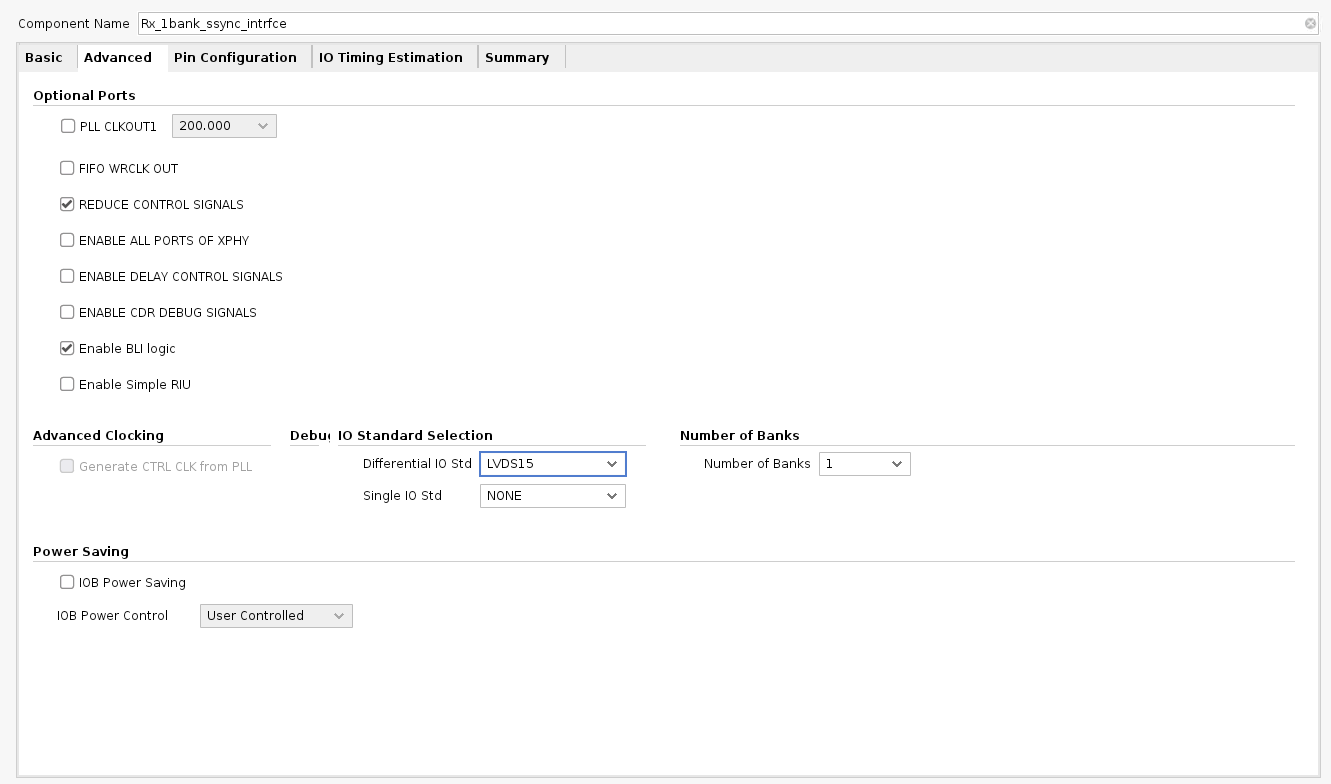 Component Name Rx_1bank_ssync_intrfce
Basic Advanced Pin Configuration IO Timing Estimation Summary
Optional Ports
PLL CLKOUT1 200.000
FIFO WRCLK OUT
REDUCE CONTROL SIGNALS
ENABLE ALL PORTS OF XPHY
ENABLE DELAY CONTROL SIGNALS
ENABLE CDR DEBUG SIGNALS
Enable BLI logic
Enable Simple RIU
Advanced Clocking Debug IO Standard Selection Number of Banks
Generate CTRL CLK from PLL Differential IO Std LVDS15 Number of Banks 1
Single IO Std NONE
Power Saving
IOB Power Saving
IOB Power Control User Controlled